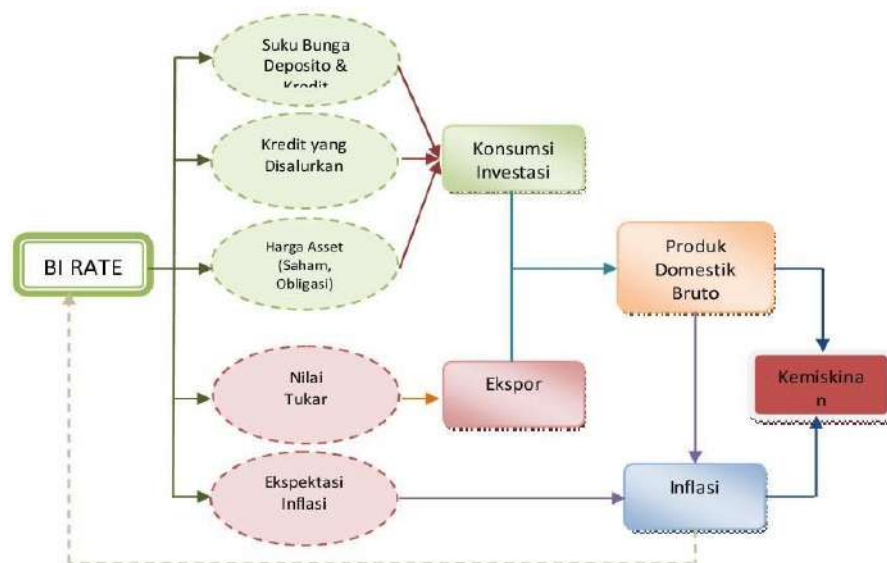 Suku Bunga
Deposito &
Kredit
Kredit yang
Disalurkan
Konsumsi
Investasi
BI RATE
Harga Asset
(Saham,
Obligasi)
Produk
Domestik
Bruto
Nilai
Tukar
Ekspor
Kemiskina
n
Ekspektasi
Inflasi
Inflasi